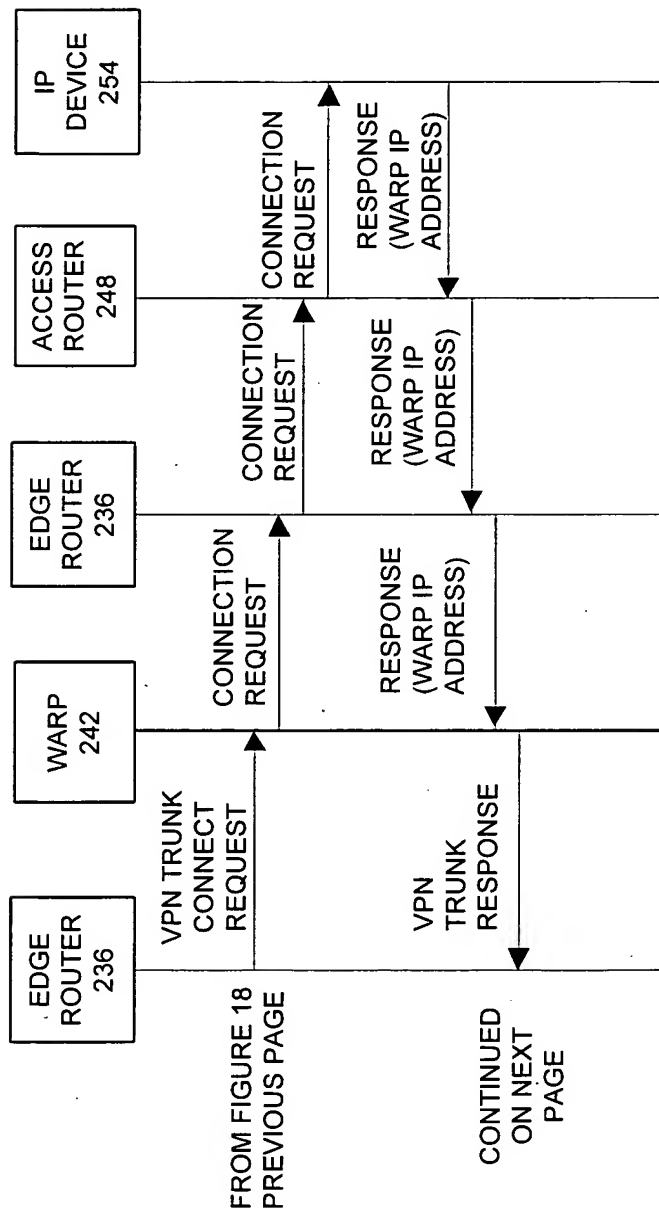 EDGE
ROUTER
236
WARP
242
EDGE
ROUTER
236
ACCESS
ROUTER
248
IP
DEVICE
254
FROM FIGURE 18
PREVIOUS PAGE
VPN TRUNK
CONNECT
REQUEST
CONNECTION
REQUEST
CONNECTION
REQUEST
CONNECTION
REQUEST
RESPONSE
(WARP IP
ADDRESS)
RESPONSE
(WARP IP
ADDRESS)
RESPONSE
(WARP IP
ADDRESS)
VPN
TRUNK
RESPONSE
CONTINUED
ON NEXT
PAGE